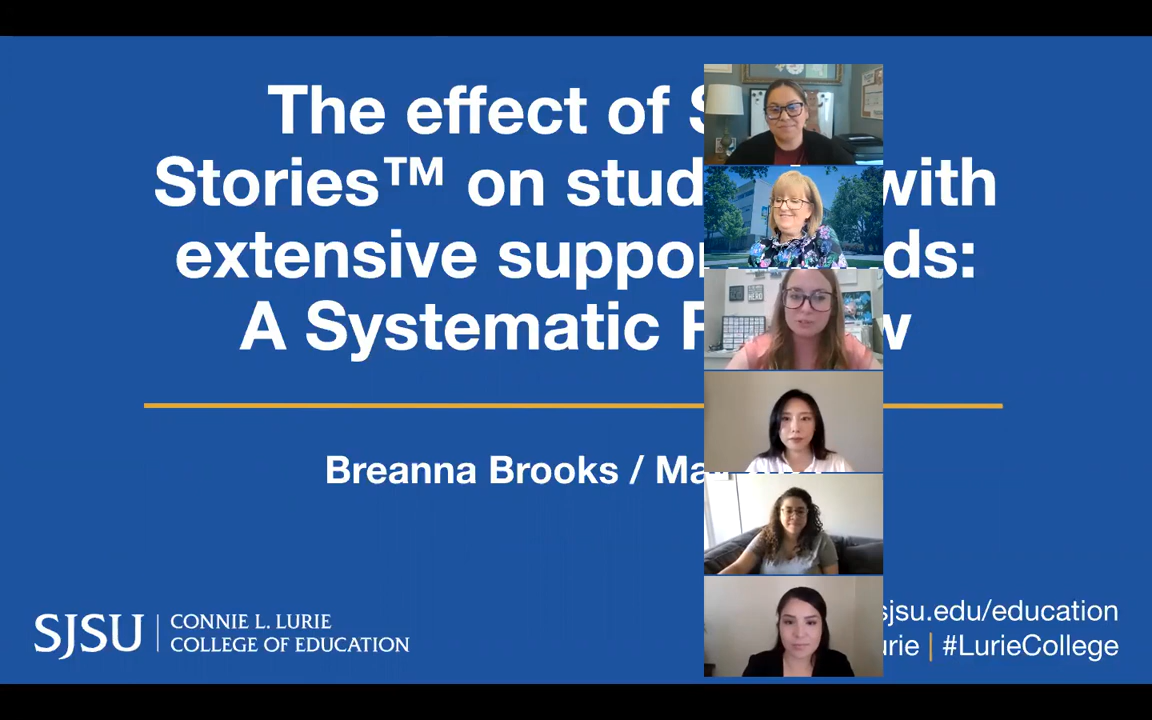 The effect of S
Stories™ on stud with
extensive suppor ds:
A Systematic R w
Breanna Brooks / Ma
SJSU
CONNIE L. LURIE
COLLEGE OF EDUCATION
sjsu.edu/education
urie | #LurieCollege